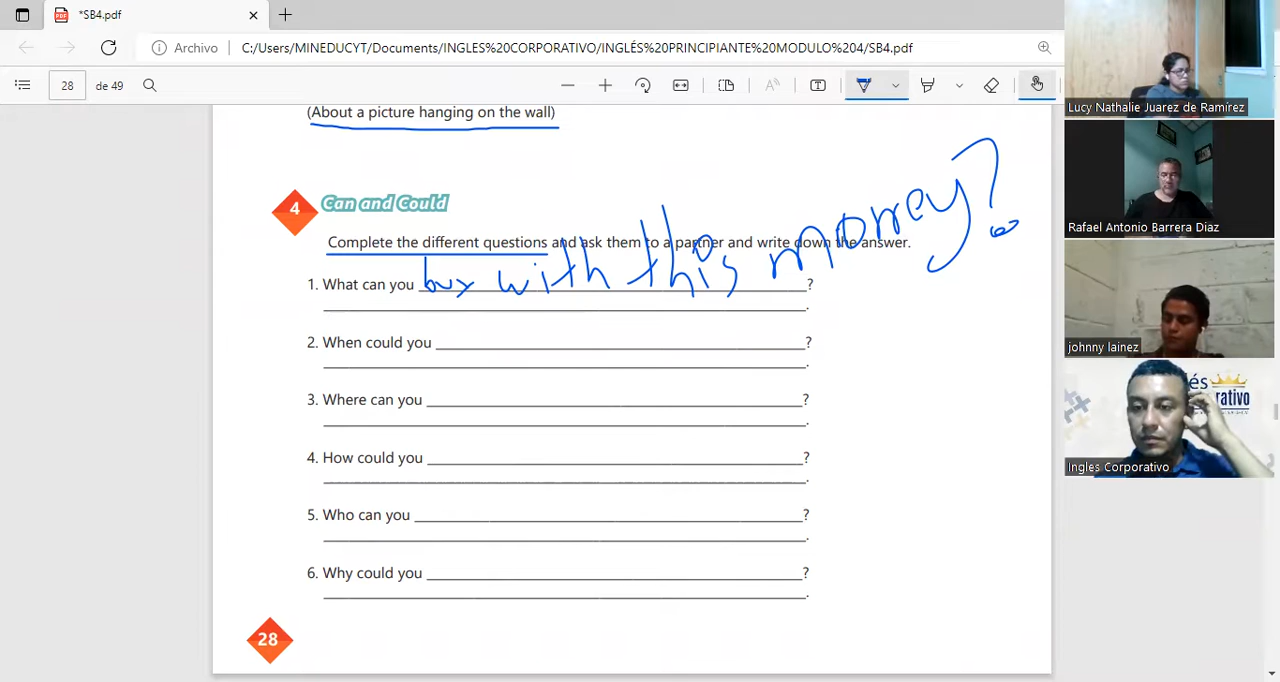 *SB4.pdf
Archivo C:/Users/MINEDUCYT/Documents/INGLES%20CORPORATIVO/INGLÉS%20PRINCIPIANTE%20MODULO%204/SB4.pdf
28 de 49
(About a picture hanging on the wall)
4 Can and Could
Complete the different questions and ask them to a partner and write down the answer.
1. What can you buy with this money? ?
.
2. When could you ?
.
3. Where can you ?
.
4. How could you ?
.
5. Who can you ?
.
6. Why could you ?
.
28
Lucy Nathalie Juarez de Ramírez
Rafael Antonio Barrera Diaz
johnny lainez
Ingles Corporativo